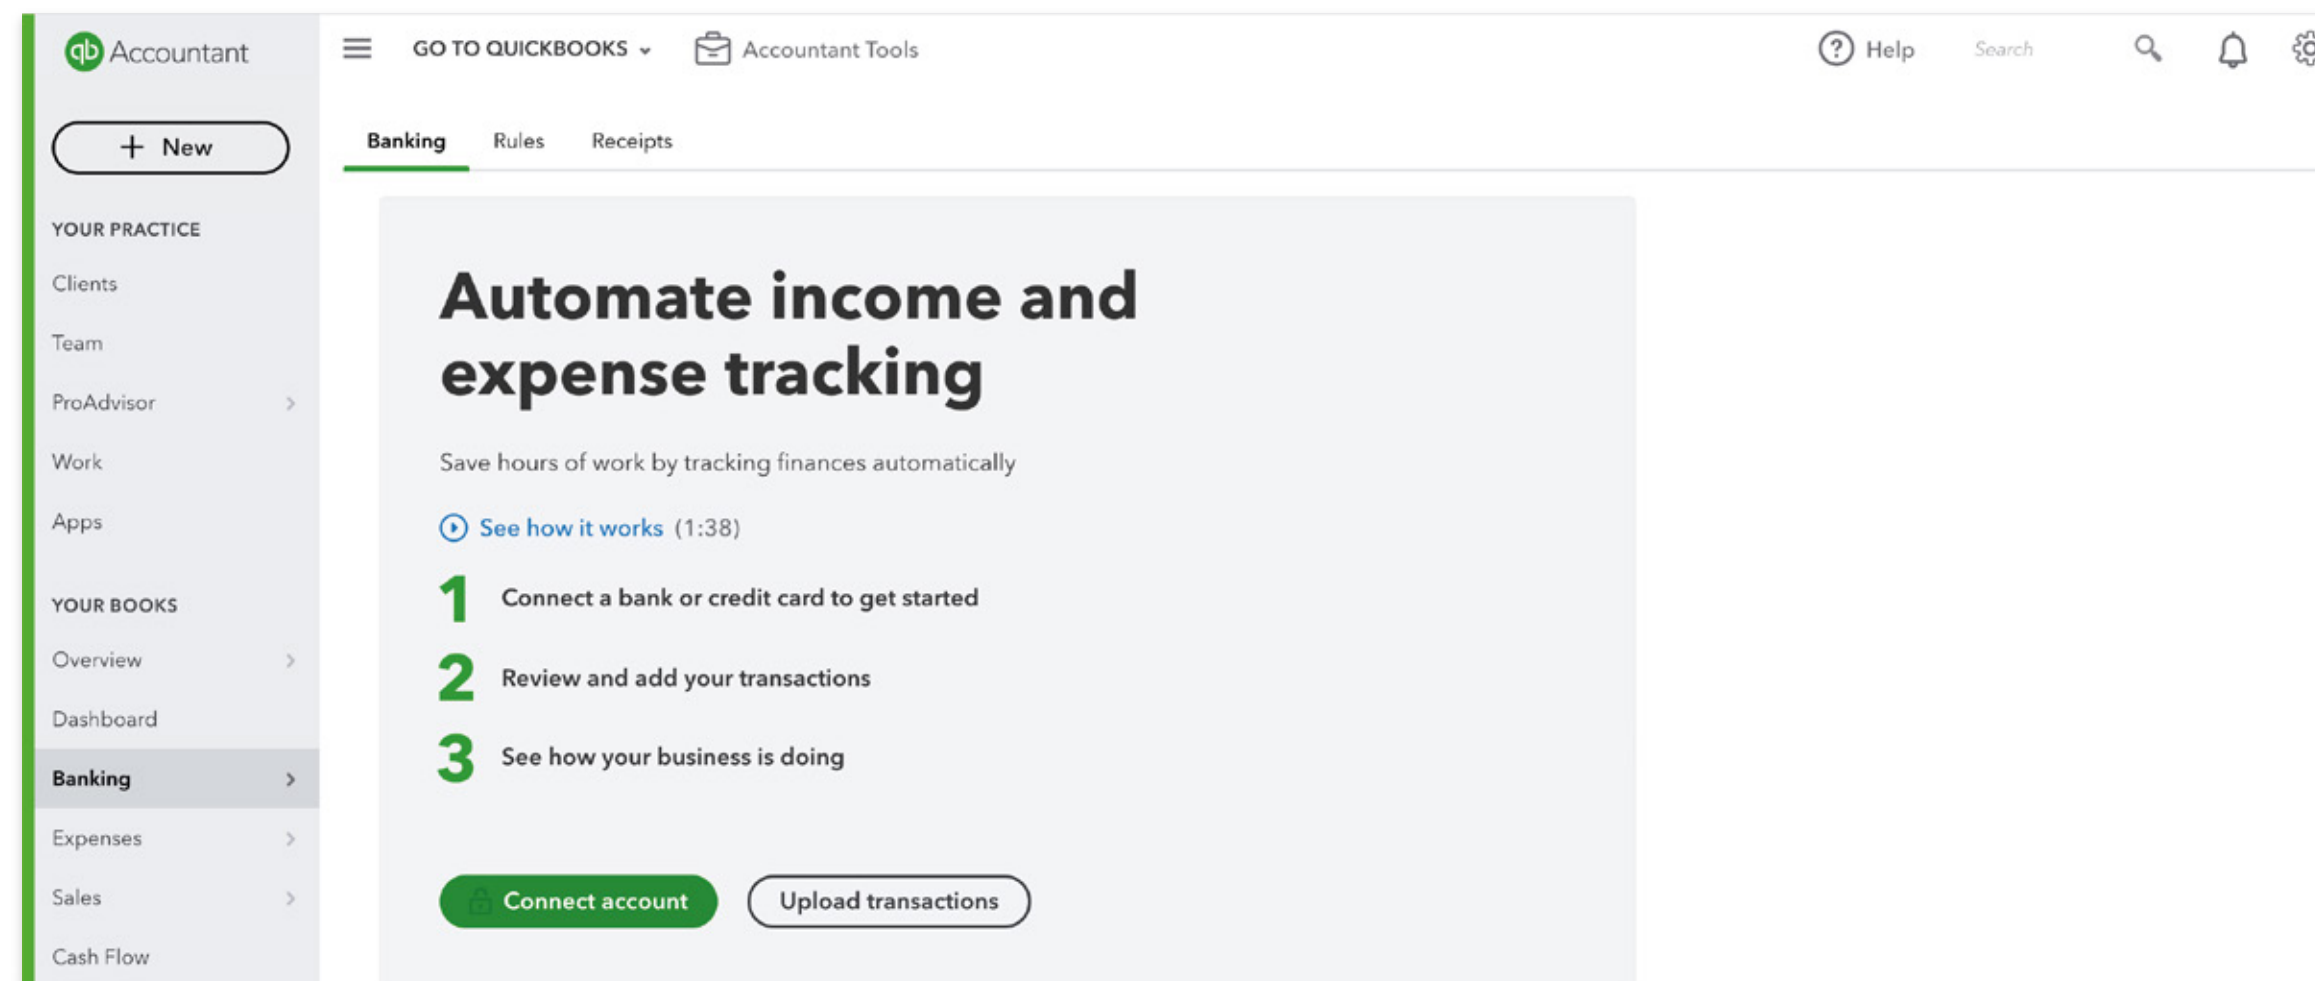 qb Accountant
GO TO QUICKBOOKS
Accountant Tools
? Help
Search
+ New
Banking
Rules
Receipts
YOUR PRACTICE
Clients
Team
ProAdvisor
Work
Apps
YOUR BOOKS
Overview
Dashboard
Banking
Expenses
Sales
Cash Flow
Automate income and
expense tracking
Save hours of work by tracking finances automatically
See how it works (1:38)
1 Connect a bank or credit card to get started
2 Review and add your transactions
3 See how your business is doing
Connect account
Upload transactions